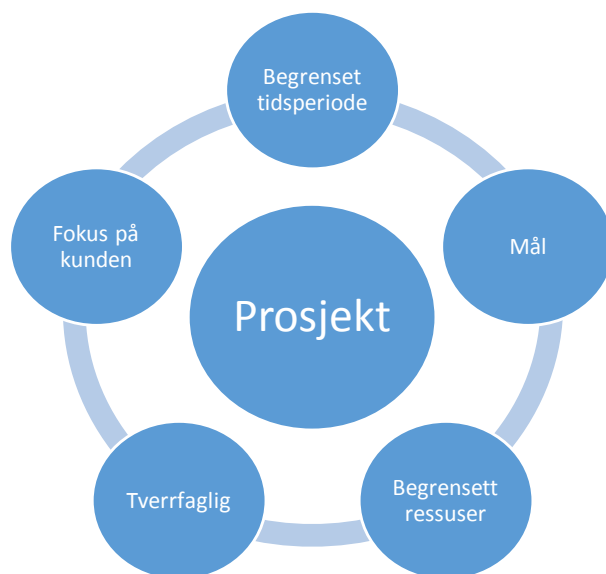 Begrenset
tidsperiode
Mål
Begrensett
ressuser
Tverrfaglig
Fokus på
kunden
Prosjekt